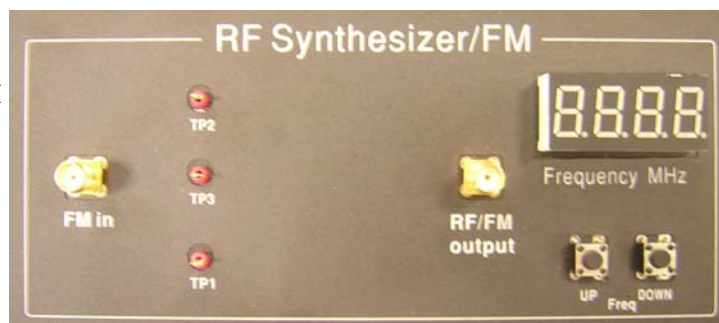 RF Synthesizer/FM
TP2
8.8.8.8
Frequency MHz
TP3
FM in
RF/FM
output
TP1
UP
DOWN
Freq